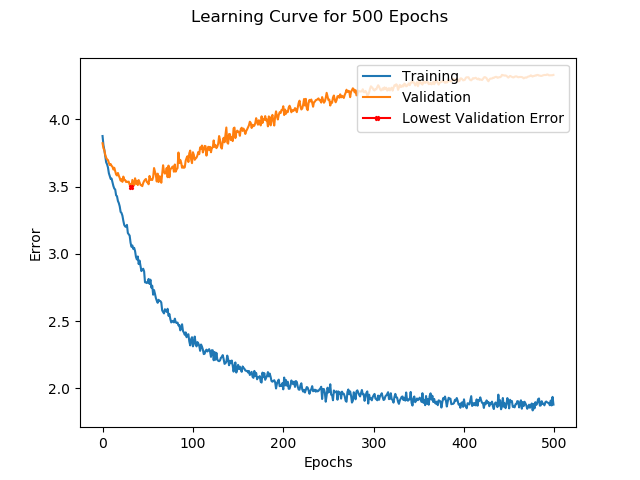 Learning Curve for 500 Epochs
Training
Validation
Lowest Validation Error
Error
4.0
3.5
3.0
2.5
2.0
0 100 200 300 400 500
Epochs